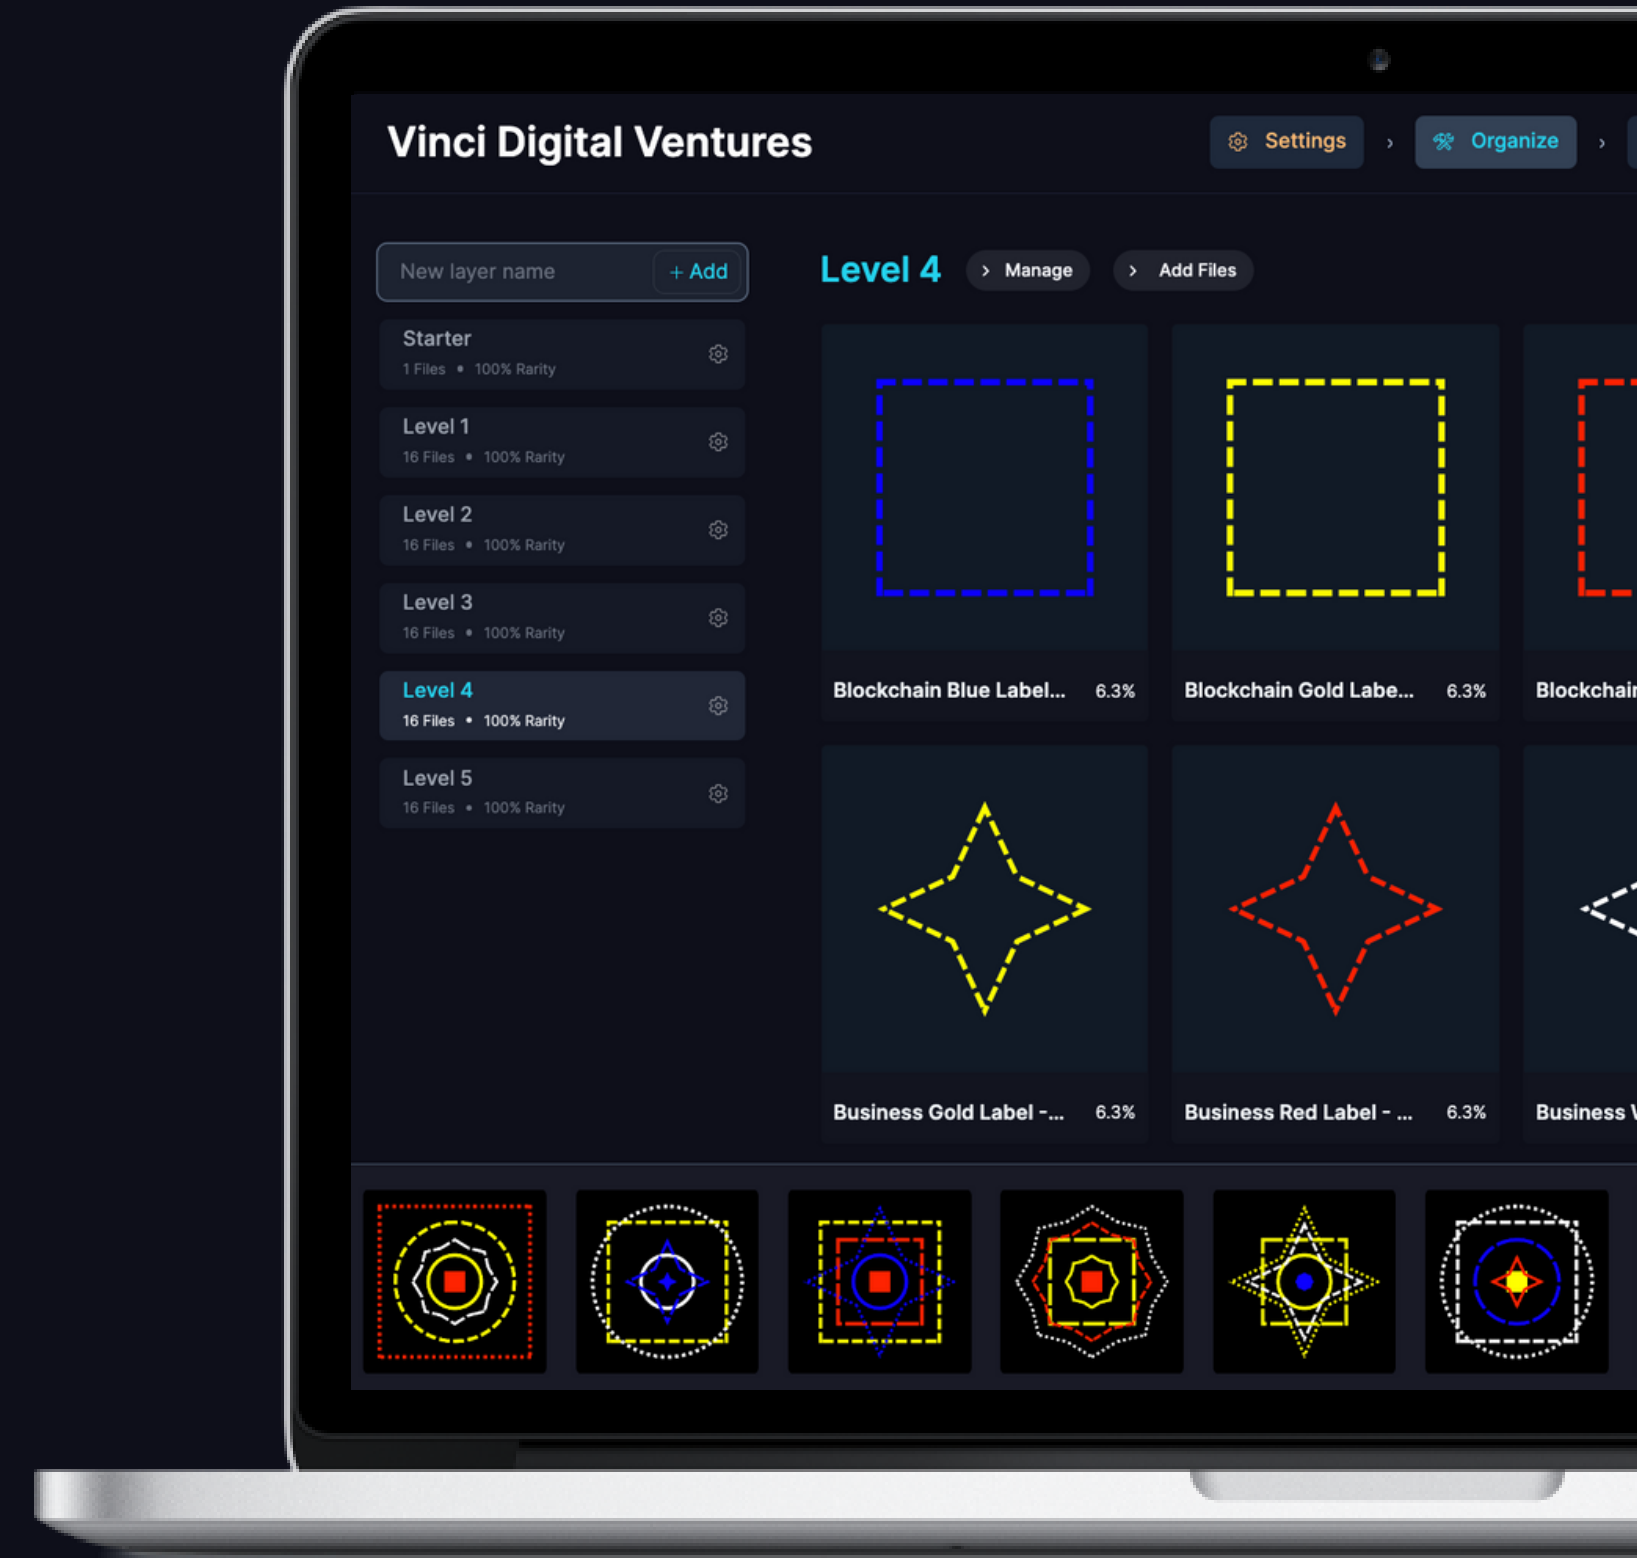 Vinci Digital Ventures
Settings
Organize
New layer name
+ Add
Level 4
Manage
Add Files
Starter
1 Files • 100% Rarity
Level 1
16 Files • 100% Rarity
Level 2
16 Files • 100% Rarity
Level 3
16 Files • 100% Rarity
Level 4
16 Files • 100% Rarity
Level 5
16 Files • 100% Rarity
Blockchain Blue Label... 6.3%
Blockchain Gold Labe... 6.3%
Blockchain
Business Gold Label -... 6.3%
Business Red Label - ... 6.3%
Business